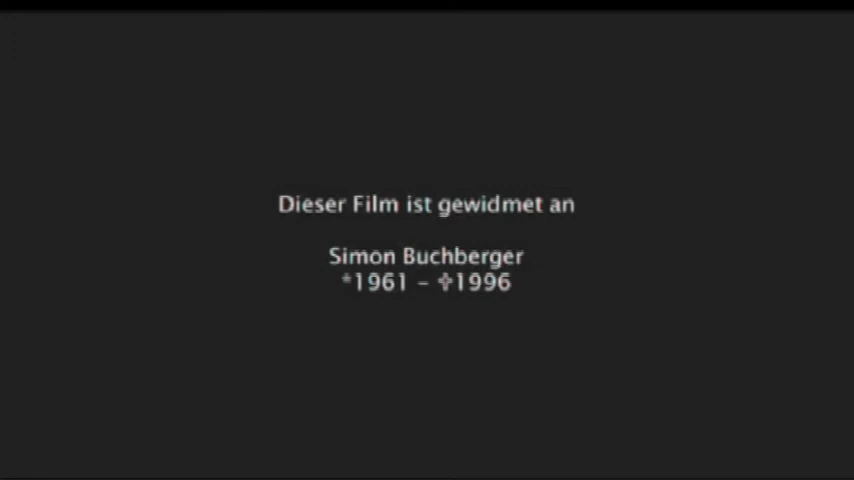 Dieser Film ist gewidmet an
Simon Buchberger
*1961 – ✞1996